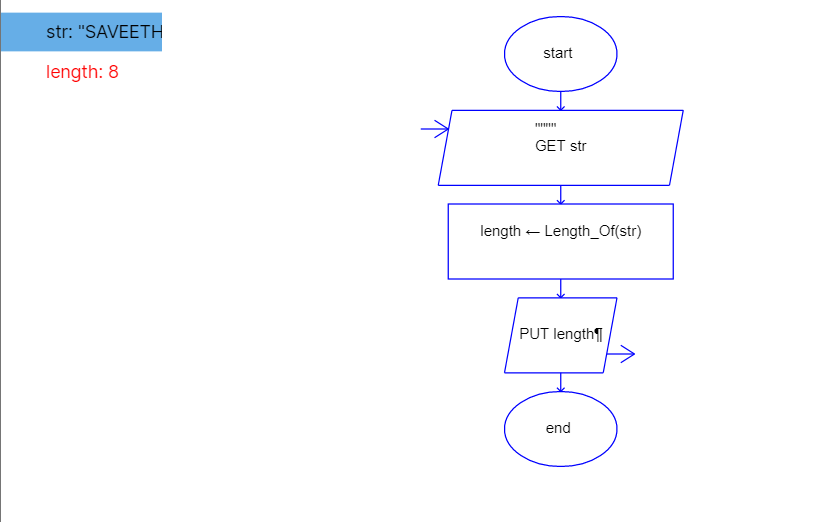 str: "SAVEETH
length: 8
start
""""
GET str
length ← Length_Of(str)
PUT length¶
end